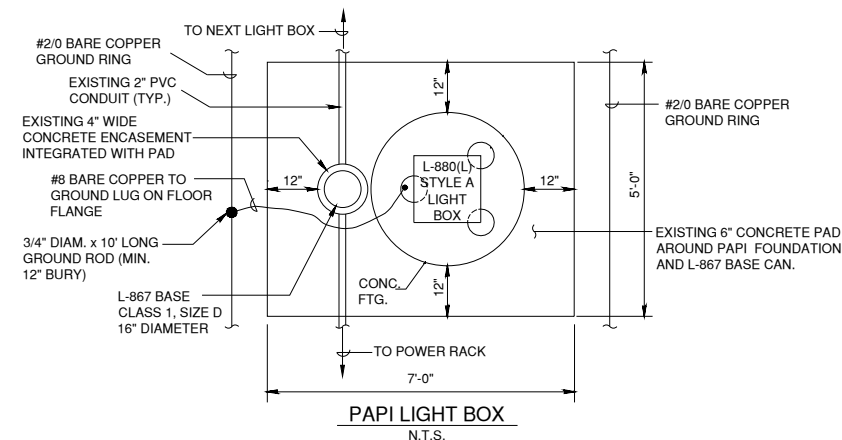 TO NEXT LIGHT BOX
#2/0 BARE COPPER
GROUND RING
EXISTING 2" PVC
CONDUIT (TYP.)
EXISTING 4" WIDE
CONCRETE ENCASEMENT
INTEGRATED WITH PAD
#8 BARE COPPER TO
GROUND LUG ON FLOOR
FLANGE
3/4" DIAM. x 10' LONG
GROUND ROD (MIN.
12" BURY)
L-867 BASE
CLASS 1, SIZE D
16" DIAMETER
12"
12"
L-880(L)
STYLE A
LIGHT
BOX
12"
12"
CONC.
FTG.
#2/0 BARE COPPER
GROUND RING
5'-0"
EXISTING 6" CONCRETE PAD
AROUND PAPI FOUNDATION
AND L-867 BASE CAN.
TO POWER RACK
7'-0"
PAPI LIGHT BOX
N.T.S.